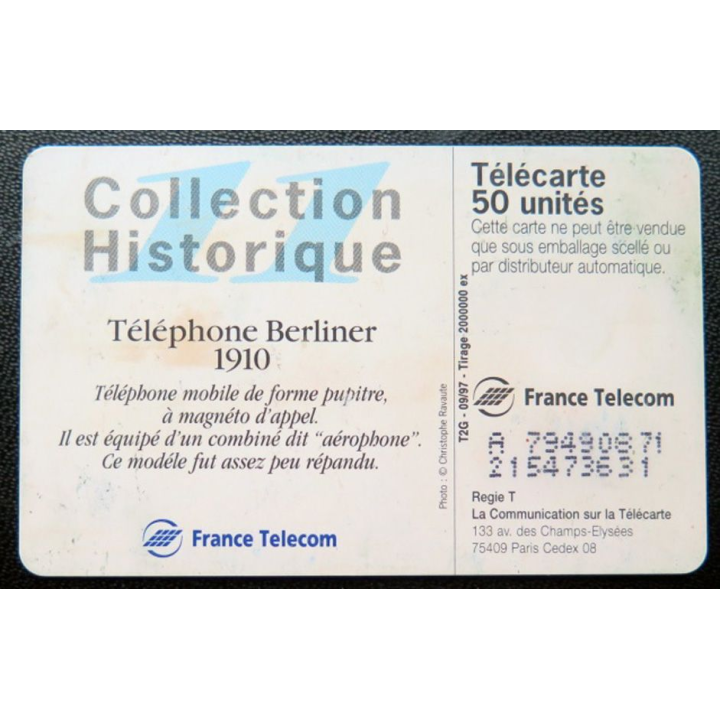 11
Collection
Historique
Téléphone Berliner
1910
Téléphone mobile de forme pupitre,
à magnéto d'appel.
Il est équipé d'un combiné dit “aérophone”.
Ce modéle fut assez peu répandu.
France Telecom
Photo : © Christophe Ravaute
T2G - 09/97 - Tirage 2000000 ex
Télécarte
50 unités
Cette carte ne peut être vendue
que sous emballage scellé ou
par distributeur automatique.
France Telecom
A 79490871
215473631
Regie T
La Communication sur la Télécarte
133 av. des Champs-Elysées
75409 Paris Cedex 08